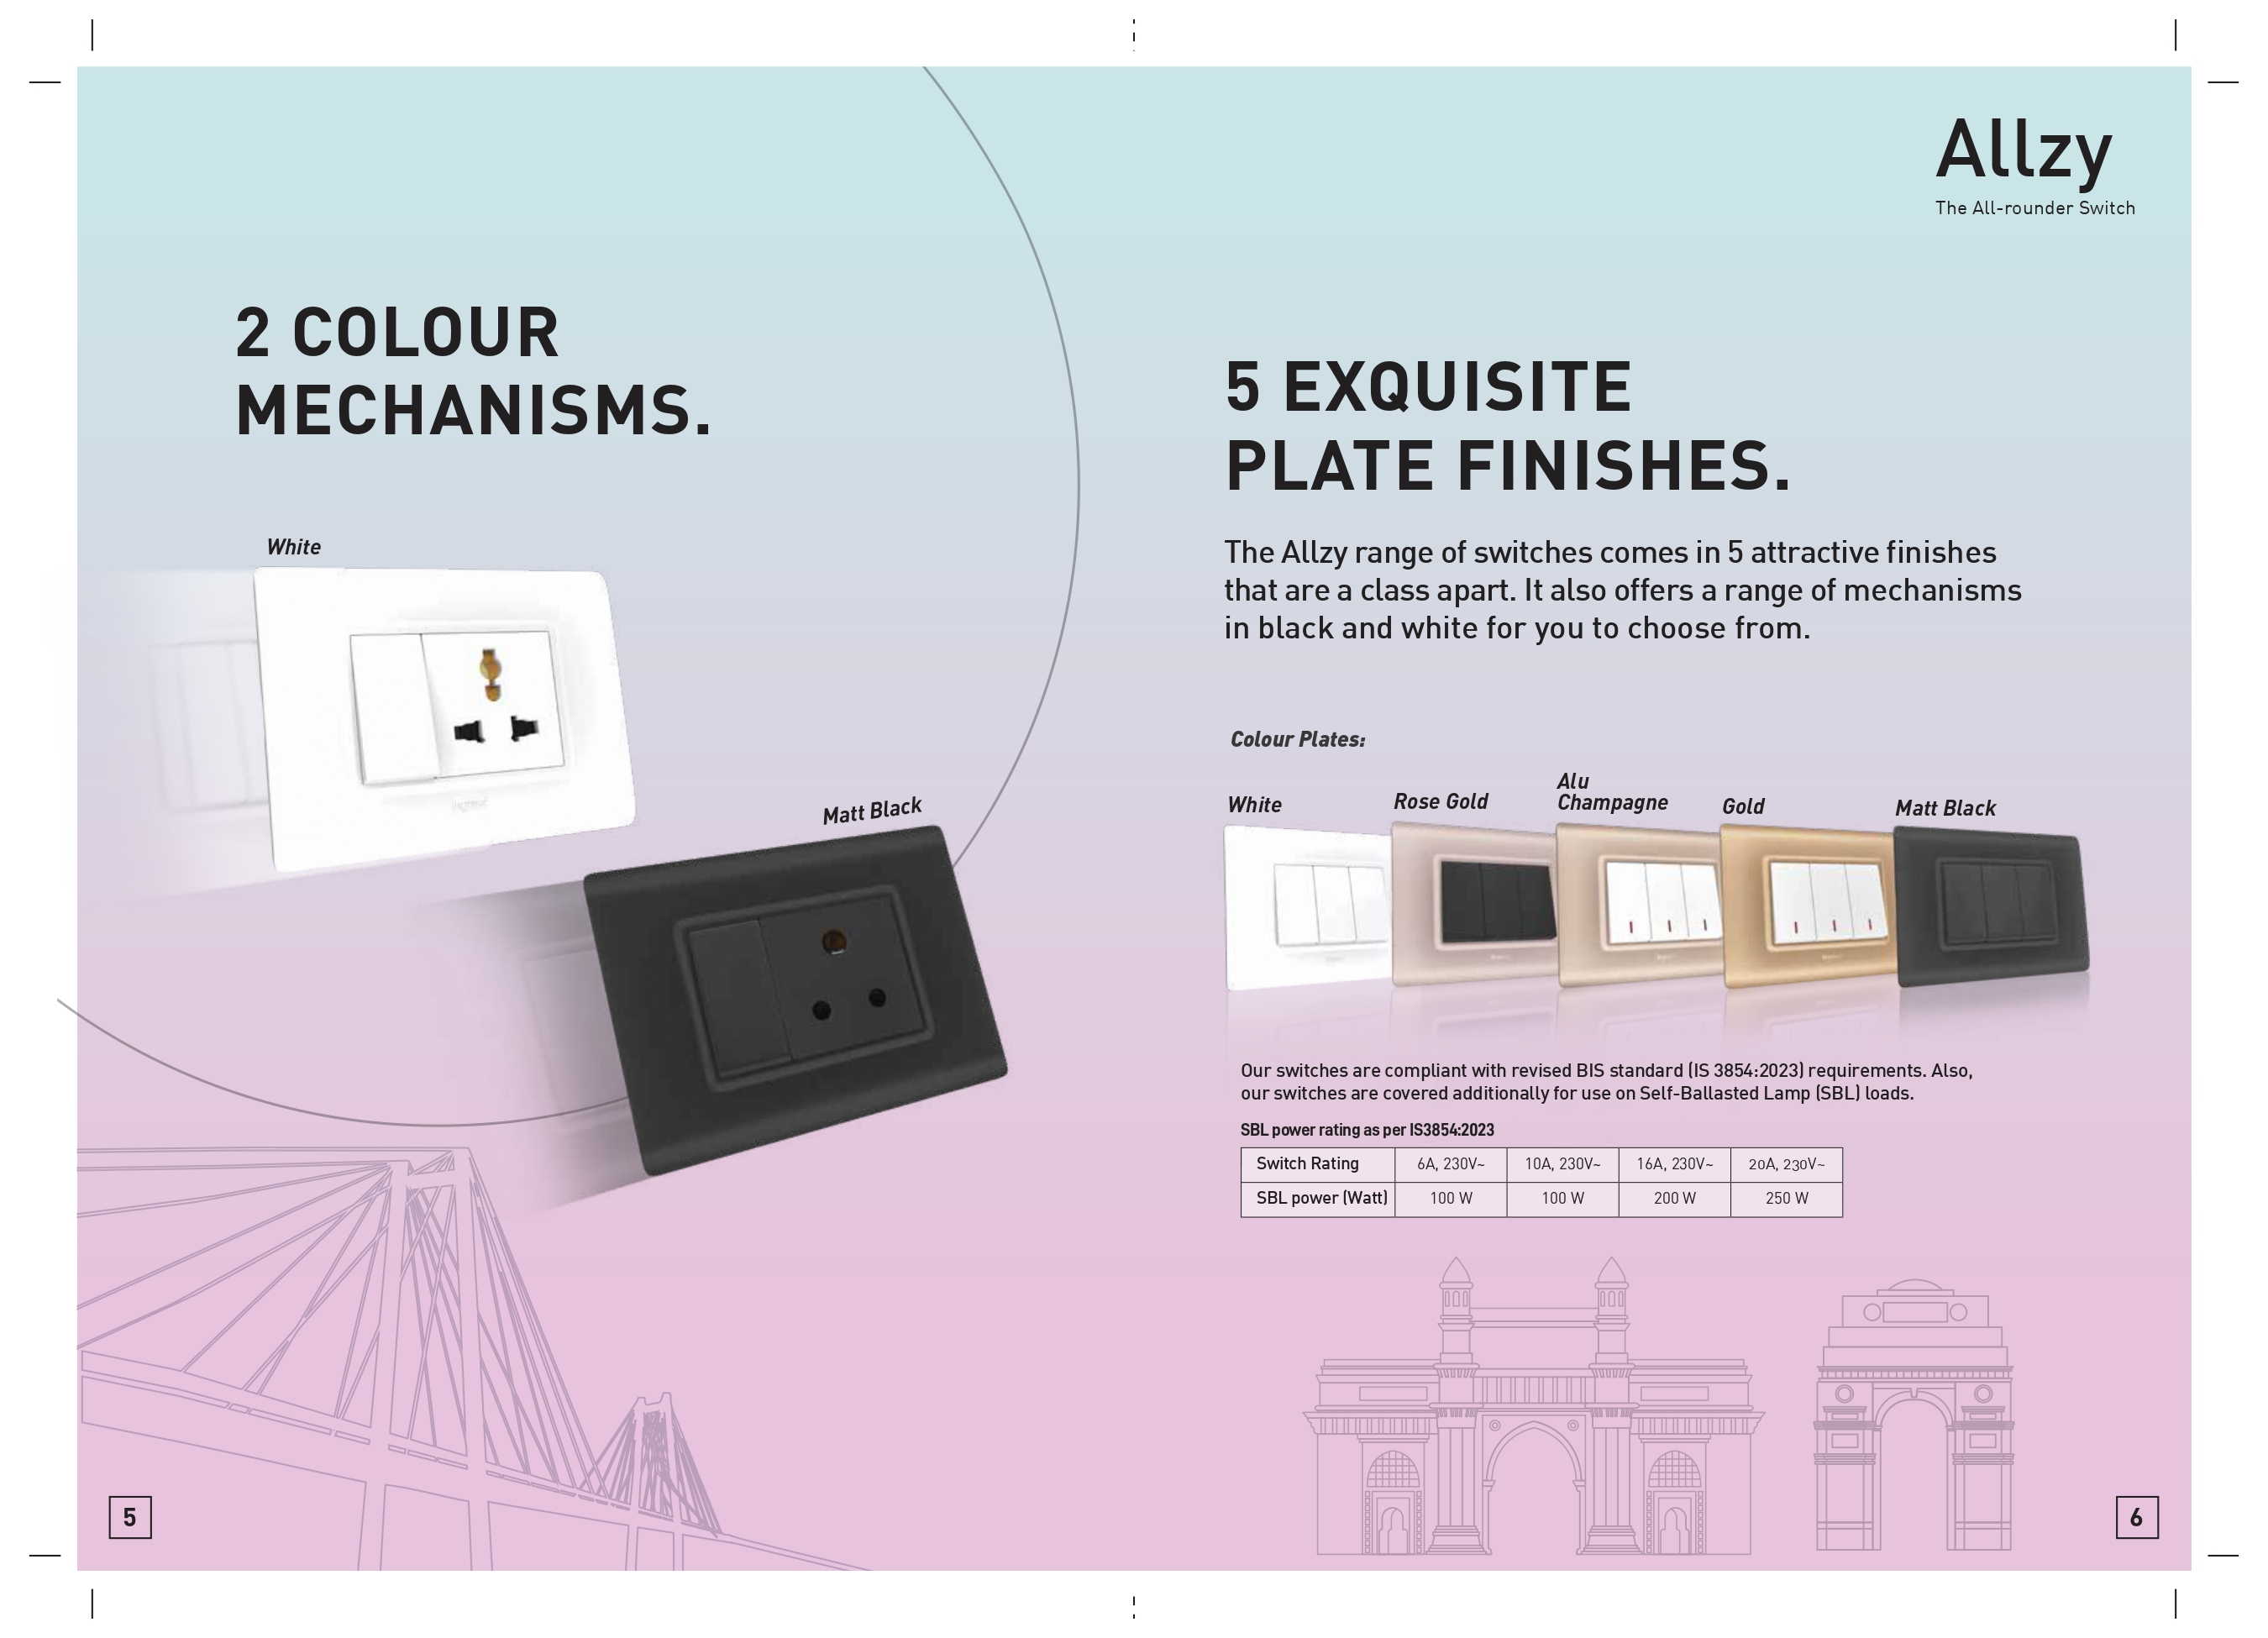 Allzy
The All-rounder Switch
2 COLOUR
MECHANISMS.
White
legrand
Matt Black
5 EXQUISITE
PLATE FINISHES.
The Allzy range of switches comes in 5 attractive finishes
that are a class apart. It also offers a range of mechanisms
in black and white for you to choose from.
Colour Plates:
White
Rose Gold
Alu
Champagne
Gold
Matt Black
Our switches are compliant with revised BIS standard (IS 3854:2023) requirements. Also,
our switches are covered additionally for use on Self-Ballasted Lamp (SBL) loads.
SBL power rating as per IS3854:2023
Switch Rating 6A, 230V~ 10A, 230V~ 16A, 230V~ 20A, 230V~
SBL power (Watt) 100 W 100 W 200 W 250 W
5
6